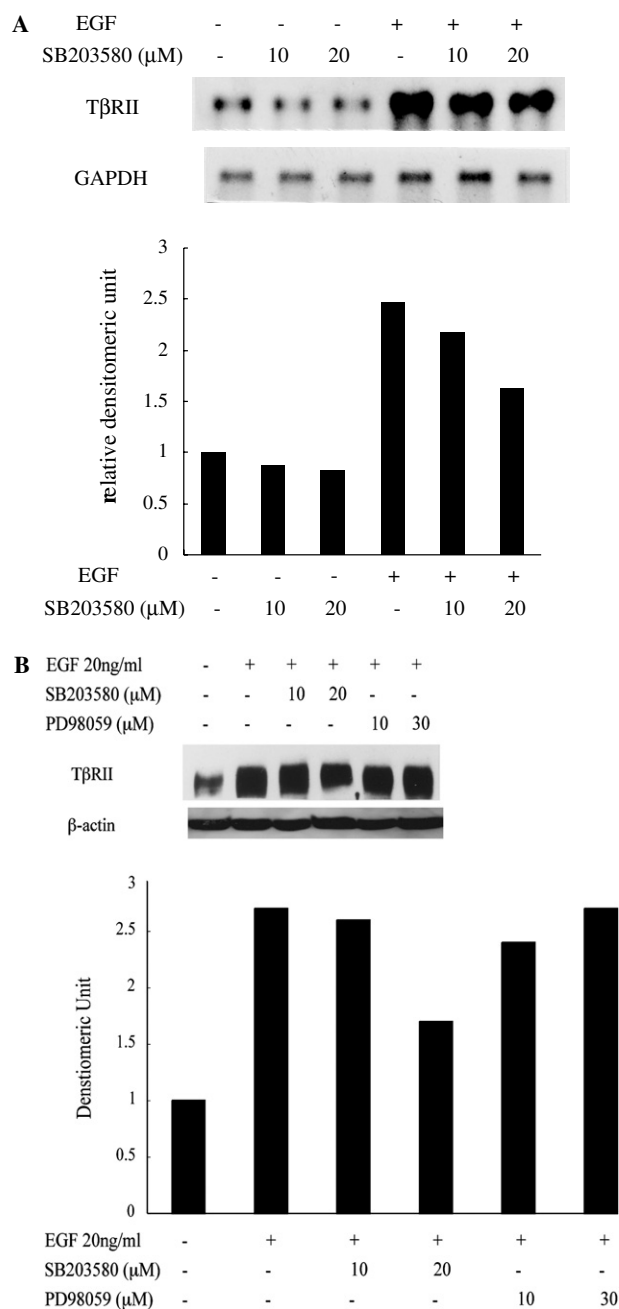 A EGF - - - + + +
SB203580 (μM) - 10 20 - 10 20
TβRII
GAPDH
3
2.5
2
1.5
1
0.5
0
relative densitomeric unit
EGF - - - + + +
SB203580 (μM) - 10 20 - 10 20
B EGF 20ng/ml - + + + + +
SB203580 (μM) - - 10 20 - -
PD98059 (μM) - - - - 10 30
TβRII
β-actin
3
2.5
2
1.5
1
0.5
0
Denstiomeric Unit
EGF 20ng/ml - + + + + +
SB203580 (μM) - - 10 20 - -
PD98059 (μM) - - - - 10 30